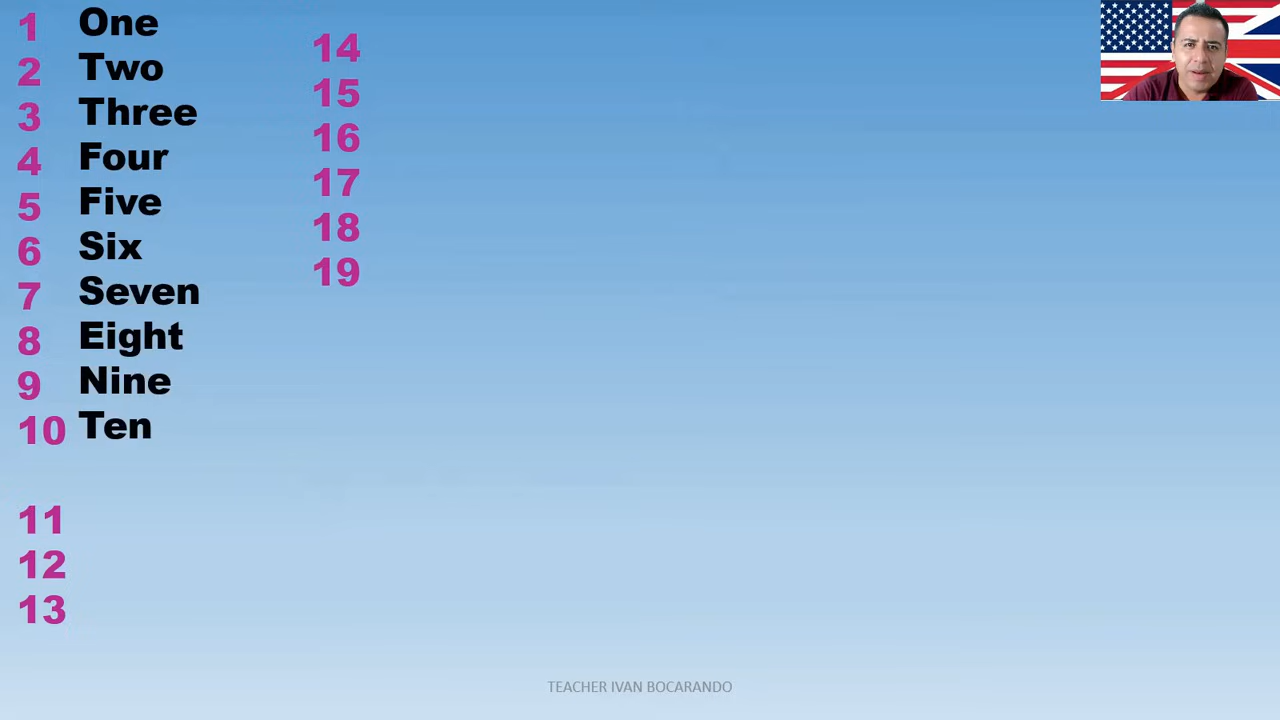 1 One
2 Two
3 Three
4 Four
5 Five
6 Six
7 Seven
8 Eight
9 Nine
10 Ten
11
12
13
14
15
16
17
18
19
TEACHER IVAN BOCARANDO